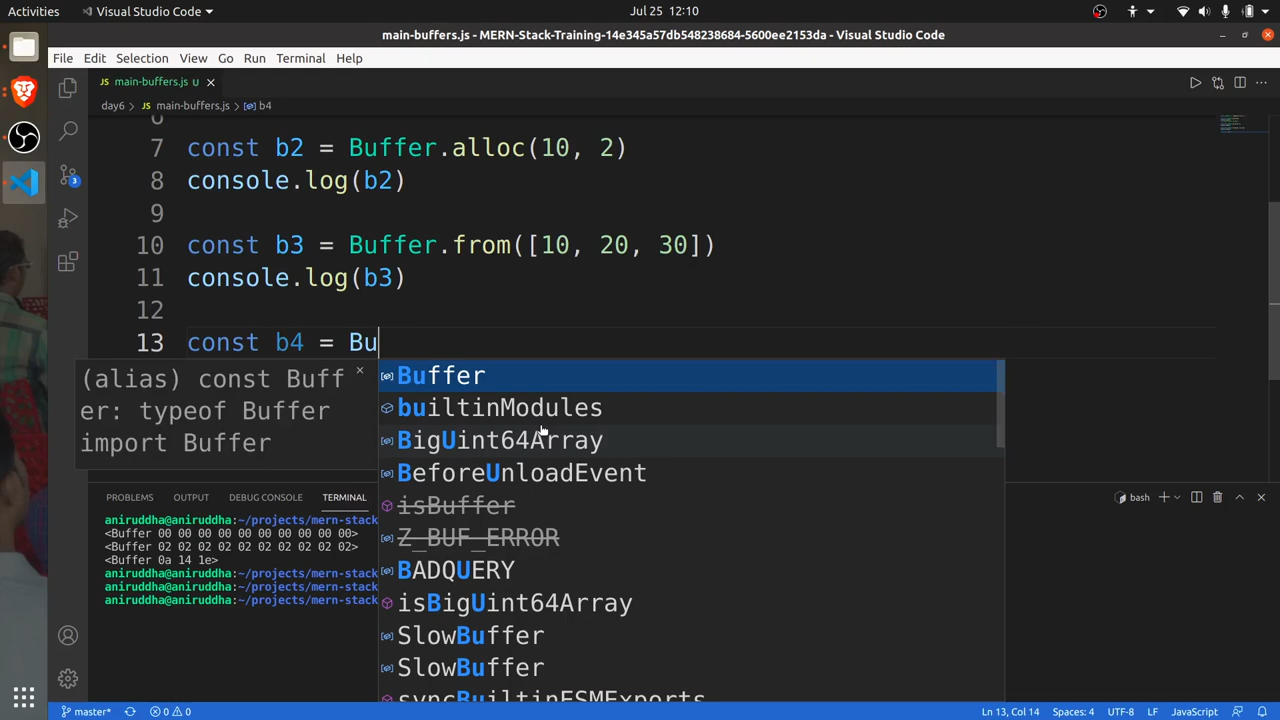 Activities
Visual Studio Code
Jul 25 12:10
main-buffers.js - MERN-Stack-Training-14e345a57db548238684-5600ee2153da - Visual Studio Code
File Edit Selection View Go Run Terminal Help
JS main-buffers.js U
day6 > JS main-buffers.js > b4
6
7 const b2 = Buffer.alloc(10, 2)
8 console.log(b2)
9
10 const b3 = Buffer.from([10, 20, 30])
11 console.log(b3)
12
13 const b4 = Bu
(alias) const Buff
er: typeof Buffer
import Buffer
Buffer
builtinModules
BigUint64Array
BeforeUnloadEvent
isBuffer
Z_BUF_ERROR
BADQUERY
isBigUint64Array
SlowBuffer
SlowBuffer
syncBuiltinESMExports
3
PROBLEMS OUTPUT DEBUG CONSOLE TERMINAL
bash
aniruddha@aniruddha:~/projects/mern-stack
<Buffer 00 00 00 00 00 00 00 00 00 00>
<Buffer 02 02 02 02 02 02 02 02 02 02>
<Buffer 0a 14 1e>
aniruddha@aniruddha:~/projects/mern-stack
aniruddha@aniruddha:~/projects/mern-stack
aniruddha@aniruddha:~/projects/mern-stack
master* 0 0 Ln 13, Col 14 Spaces: 4 UTF-8 LF JavaScript